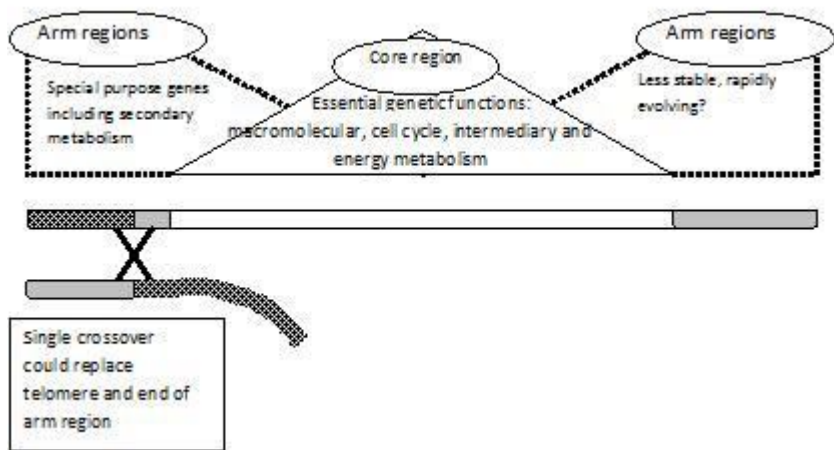 Arm regions
Special purpose genes
including secondary
metabolism
Core region
Essential genetic functions:
macromolecular, cell cycle, intermediary and
energy metabolism
Arm regions
Less stable, rapidly
evolving?
Single crossover
could replace
telomere and end of
arm region